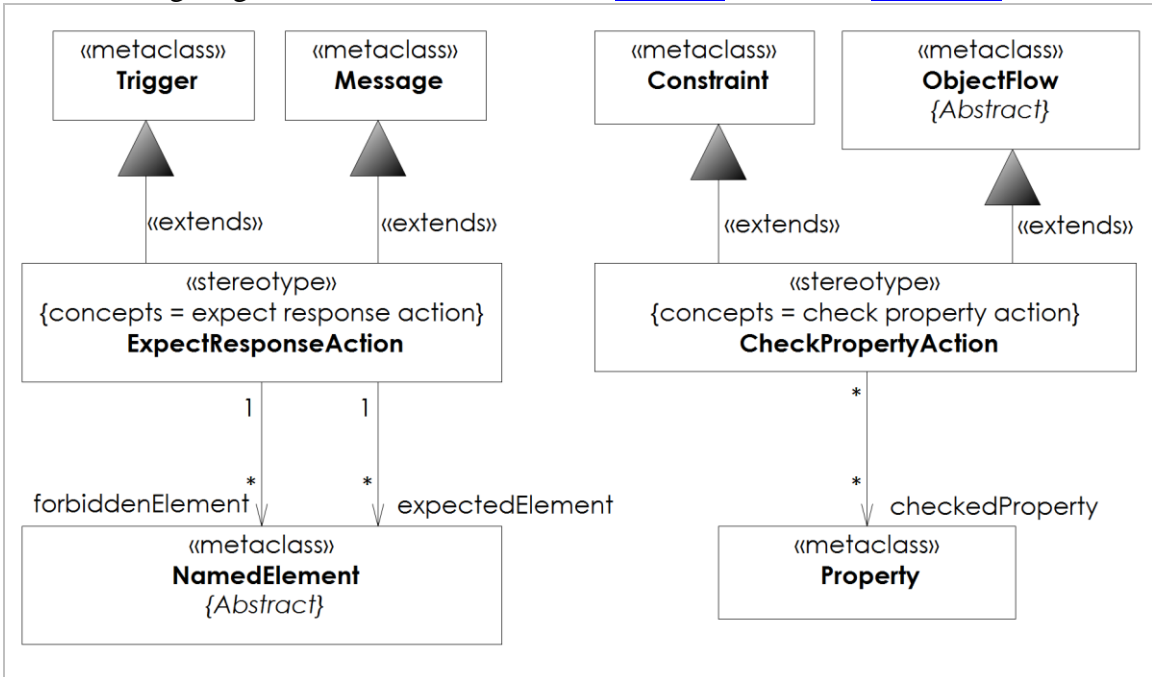 «metaclass»
Trigger
«metaclass»
Message
«metaclass»
Constraint
«metaclass»
ObjectFlow
{Abstract}
«extends»
«extends»
«extends»
«extends»
«stereotype»
{concepts = expect response action}
ExpectResponseAction
«stereotype»
{concepts = check property action}
CheckPropertyAction
1
1
*
*
*
*
forbiddenElement
expectedElement
checkedProperty
«metaclass»
NamedElement
{Abstract}
«metaclass»
Property